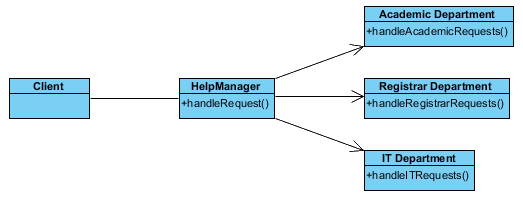 Academic Department
+handleAcademicRequests()
Client
HelpManager
+handleRequest()
Registrar Department
+handleRegistrarRequests()
IT Department
+handleITRequests()